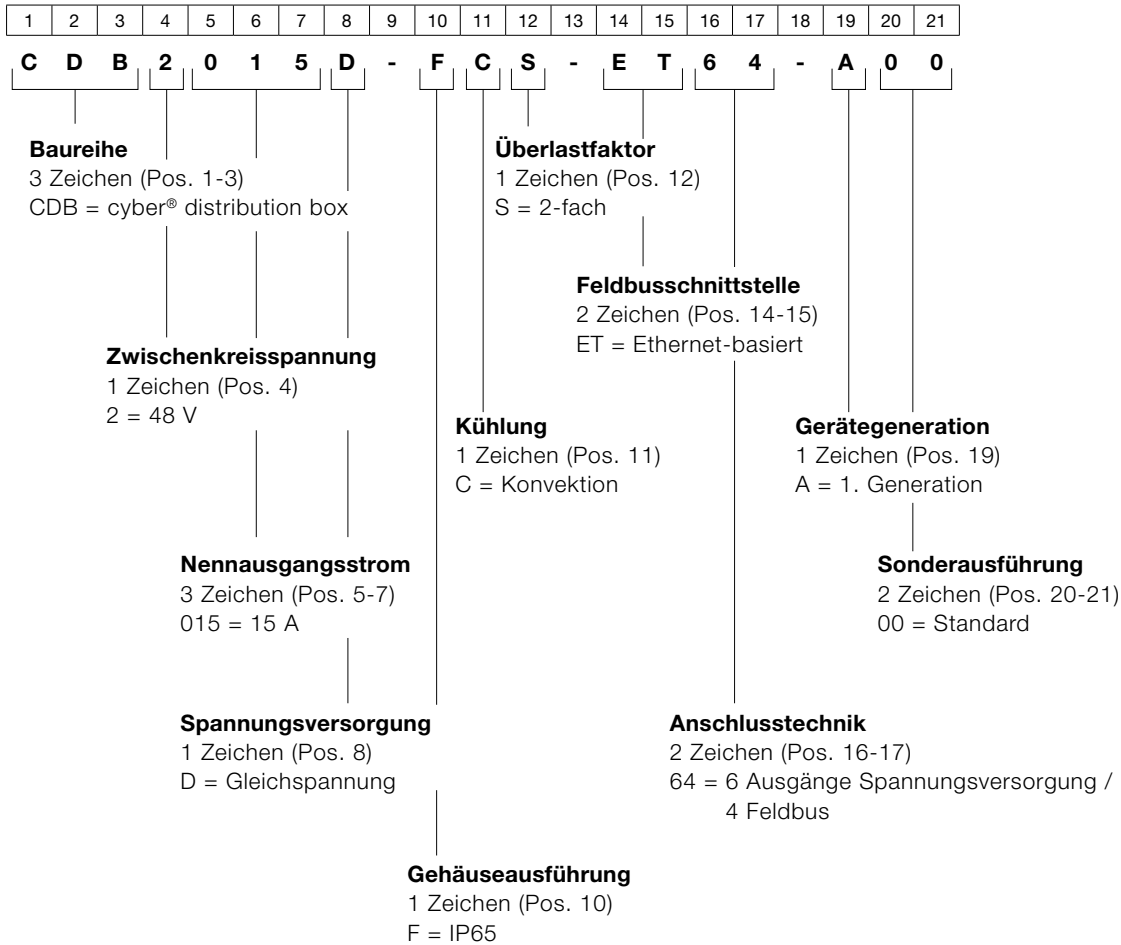 1 2 3 4 5 6 7 8 9 10 11 12 13 14 15 16 17 18 19 20 21
C D B 2 0 1 5 D - F C S - E T 6 4 - A 0 0
Baureihe
3 Zeichen (Pos. 1-3)
CDB = cyber® distribution box
Überlastfaktor
1 Zeichen (Pos. 12)
S = 2-fach
Feldbusschnittstelle
2 Zeichen (Pos. 14-15)
ET = Ethernet-basiert
Zwischenkreisspannung
1 Zeichen (Pos. 4)
2 = 48 V
Kühlung
1 Zeichen (Pos. 11)
C = Konvektion
Gerätegeneration
1 Zeichen (Pos. 19)
A = 1. Generation
Nennausgangsstrom
3 Zeichen (Pos. 5-7)
015 = 15 A
Sonderausführung
2 Zeichen (Pos. 20-21)
00 = Standard
Spannungsversorgung
1 Zeichen (Pos. 8)
D = Gleichspannung
Anschlusstechnik
2 Zeichen (Pos. 16-17)
64 = 6 Ausgänge Spannungsversorgung /
4 Feldbus
Gehäuseausführung
1 Zeichen (Pos. 10)
F = IP65